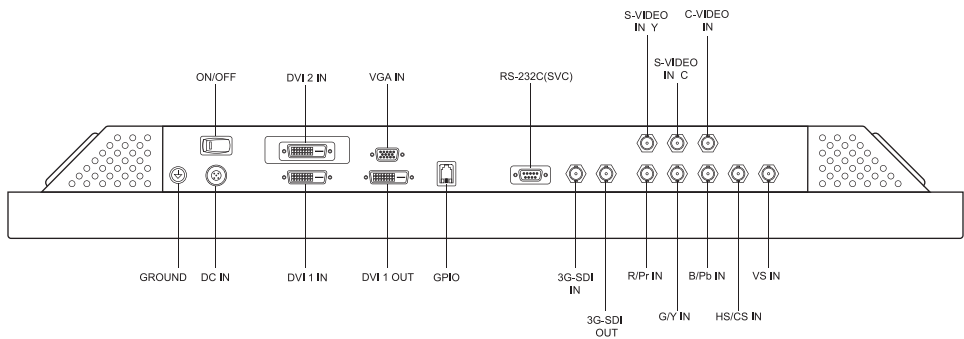 S-VIDEO
IN Y
C-VIDEO
IN
S-VIDEO
IN C
ON/OFF
DVI 2 IN
VGA IN
RS-232C(SVC)
GROUND
DC IN
DVI 1 IN
DVI 1 OUT
GPIO
3G-SDI
IN
R/Pr IN
B/Pb IN
VS IN
3G-SDI
OUT
G/Y IN
HS/CS IN